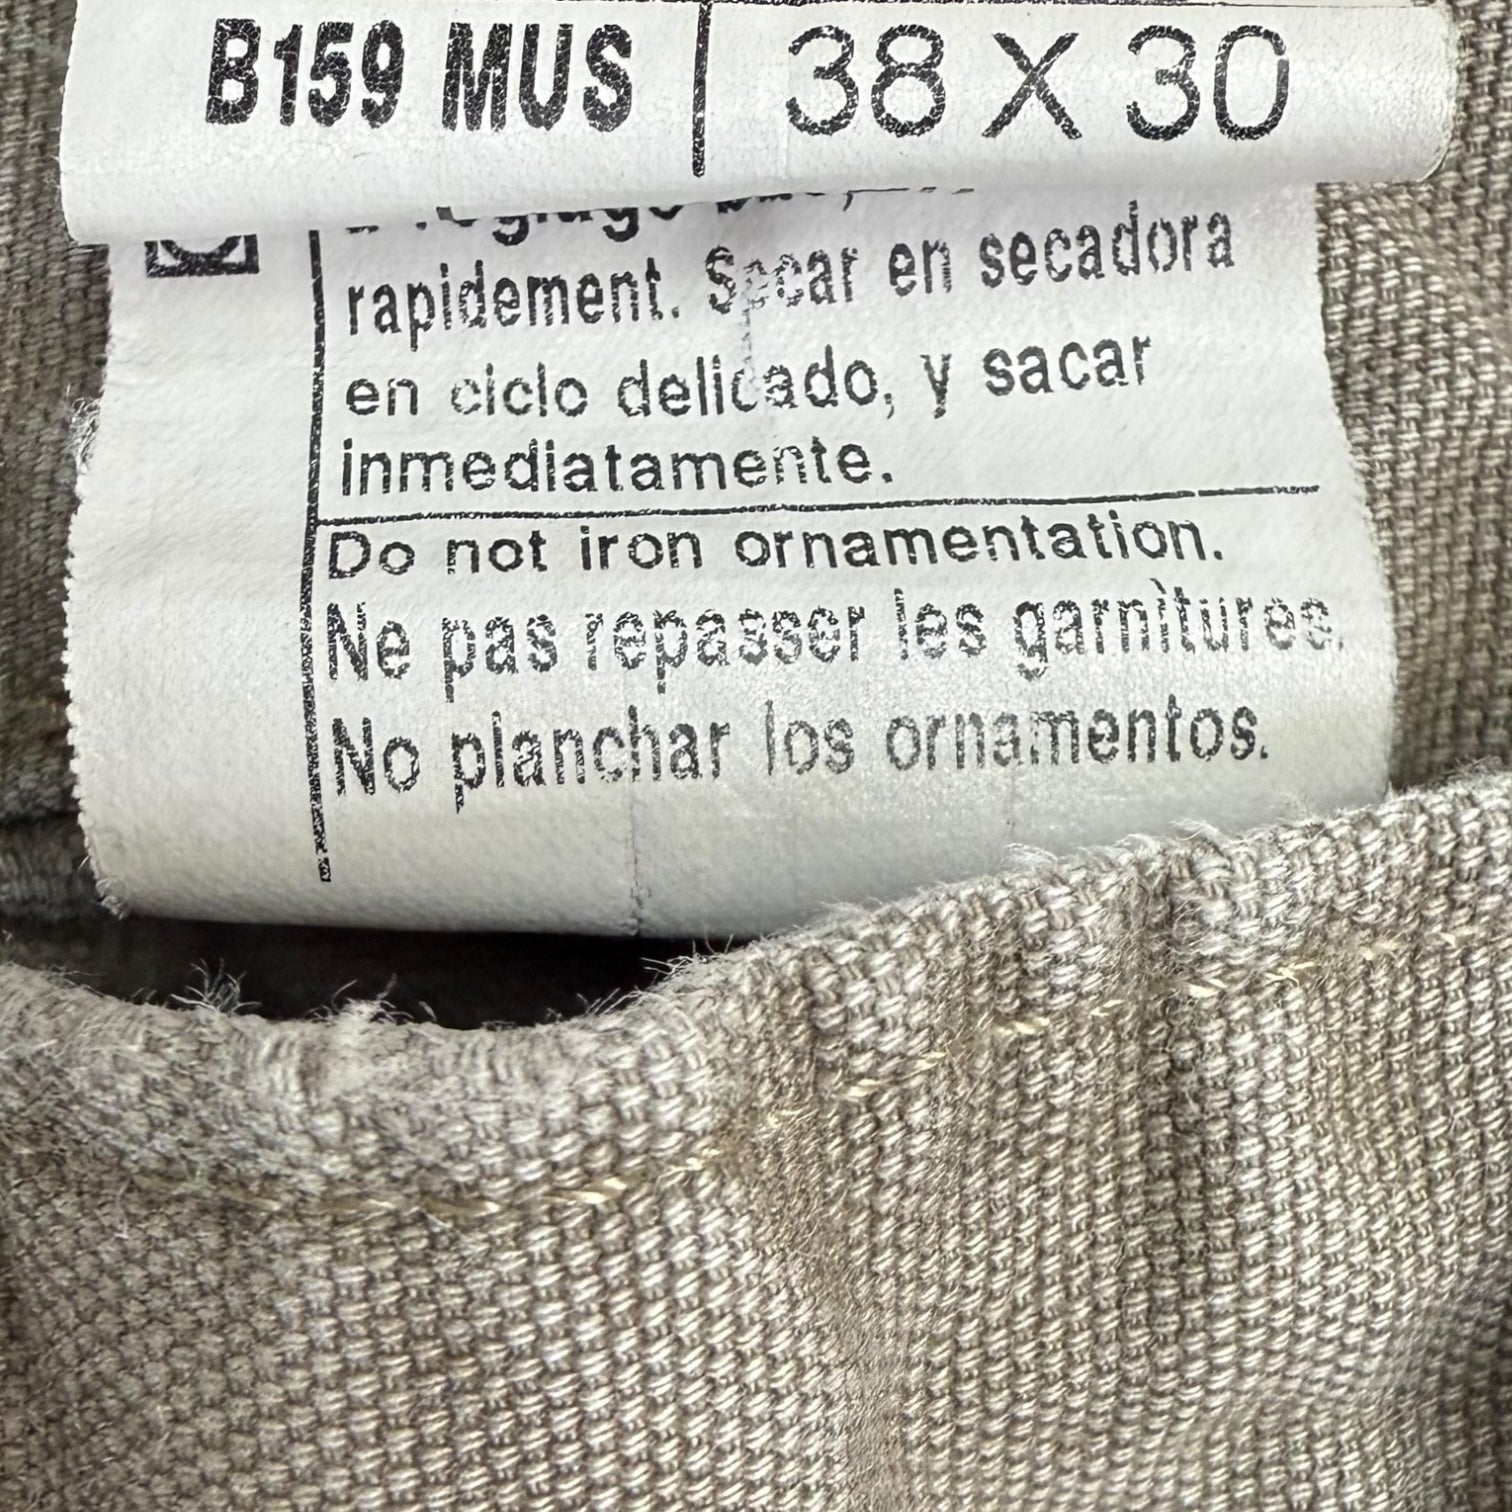 B159 MUS 38 X 30
rapidement. Secar en secadora
en ciclo delicado, y sacar
inmediatamente.
Do not iron ornamentation.
Ne pas repasser les garnitures.
No planchar los ornamentos.